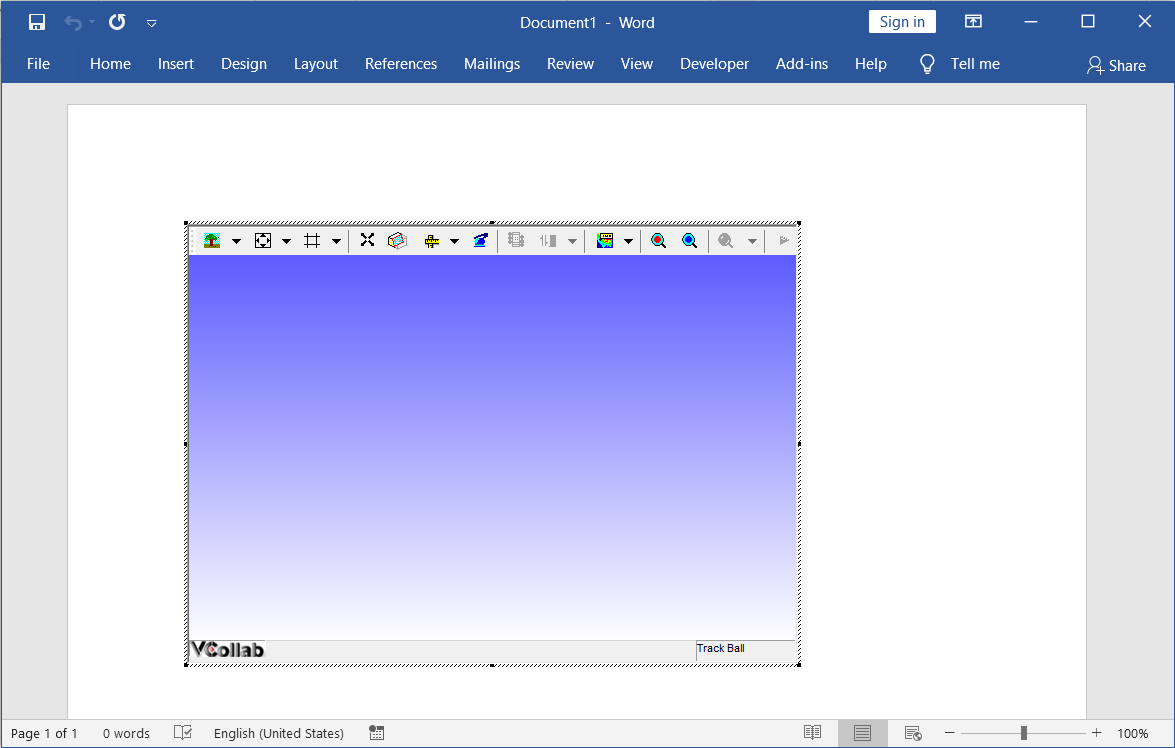 Document1 - Word
Sign in
File Home Insert Design Layout References Mailings Review View Developer Add-ins Help Tell me Share
VCollab
Track Ball
Page 1 of 1 0 words English (United States) 100%